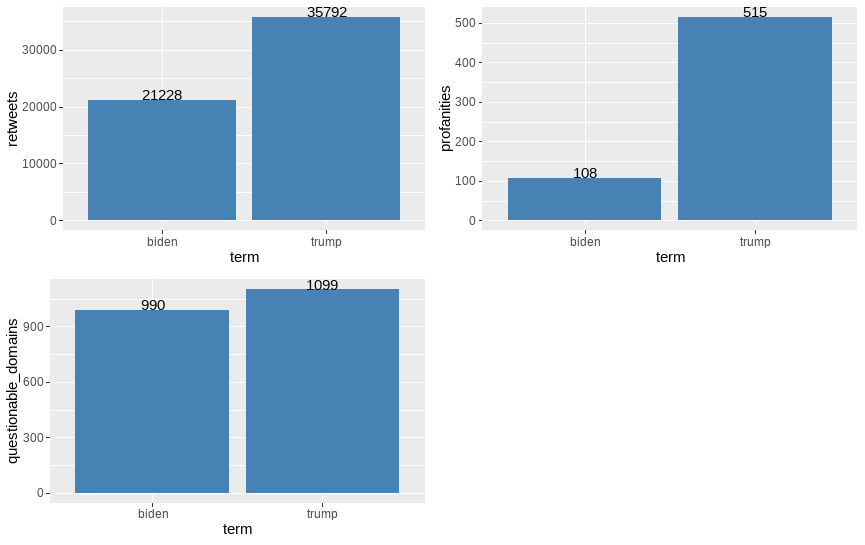 retweets
30000
20000
10000
0
21228
35792
biden
trump
term
profanities
500
400
300
200
100
0
108
515
biden
trump
term
questionable_domains
900
600
300
0
990
1099
biden
trump
term